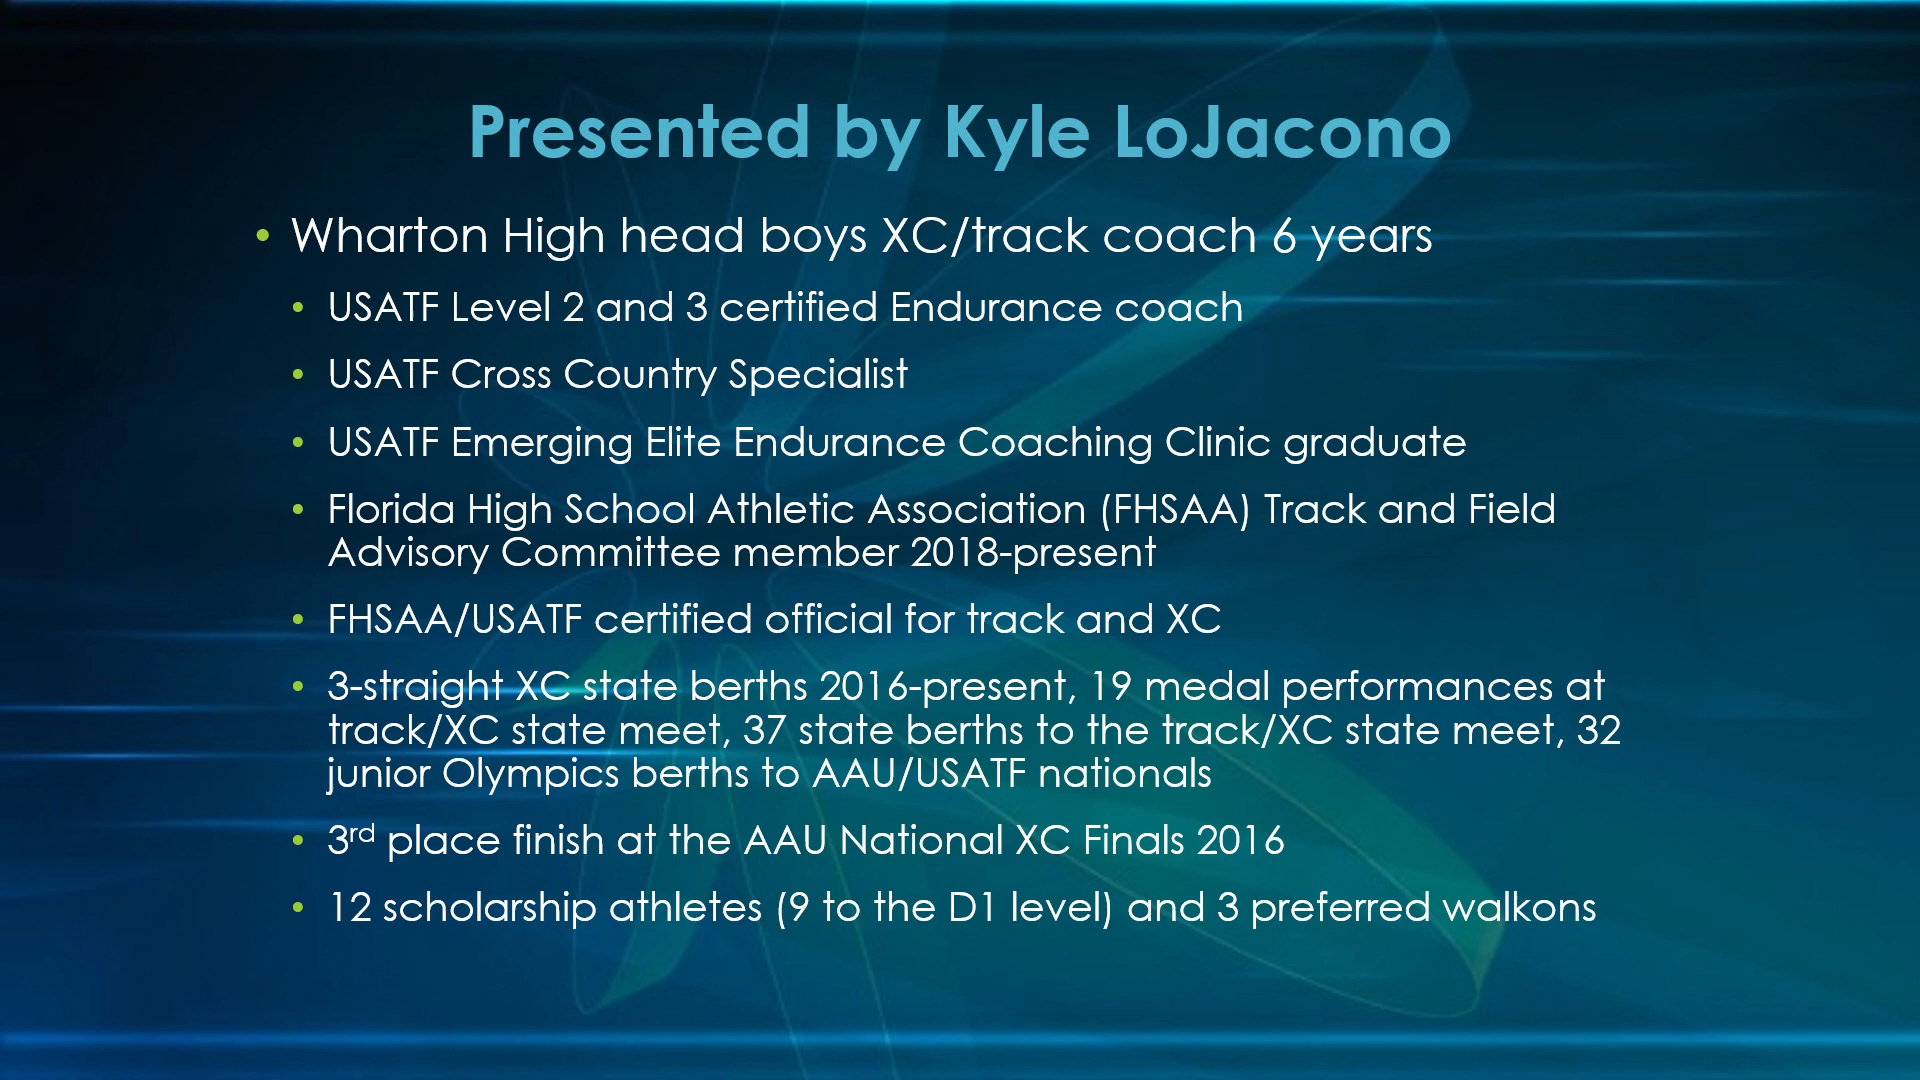 Presented by Kyle LoJacono
• Wharton High head boys XC/track coach 6 years
• USATF Level 2 and 3 certified Endurance coach
• USATF Cross Country Specialist
• USATF Emerging Elite Endurance Coaching Clinic graduate
• Florida High School Athletic Association (FHSAA) Track and Field
Advisory Committee member 2018-present
• FHSAA/USATF certified official for track and XC
• 3-straight XC state berths 2016-present, 19 medal performances at
track/XC state meet, 37 state berths to the track/XC state meet, 32
junior Olympics berths to AAU/USATF nationals
• 3rd place finish at the AAU National XC Finals 2016
• 12 scholarship athletes (9 to the D1 level) and 3 preferred walkons